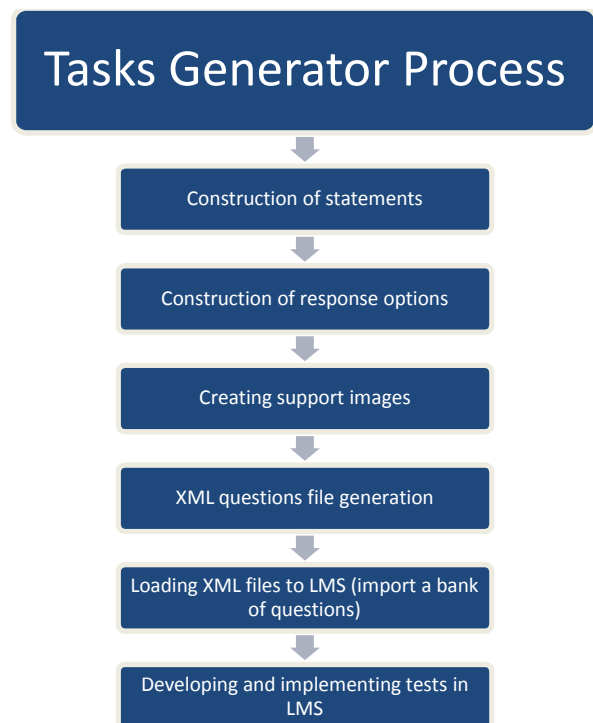 Tasks Generator Process
Construction of statements
Construction of response options
Creating support images
XML questions file generation
Loading XML files to LMS (import a bank
of questions)
Developing and implementing tests in
LMS